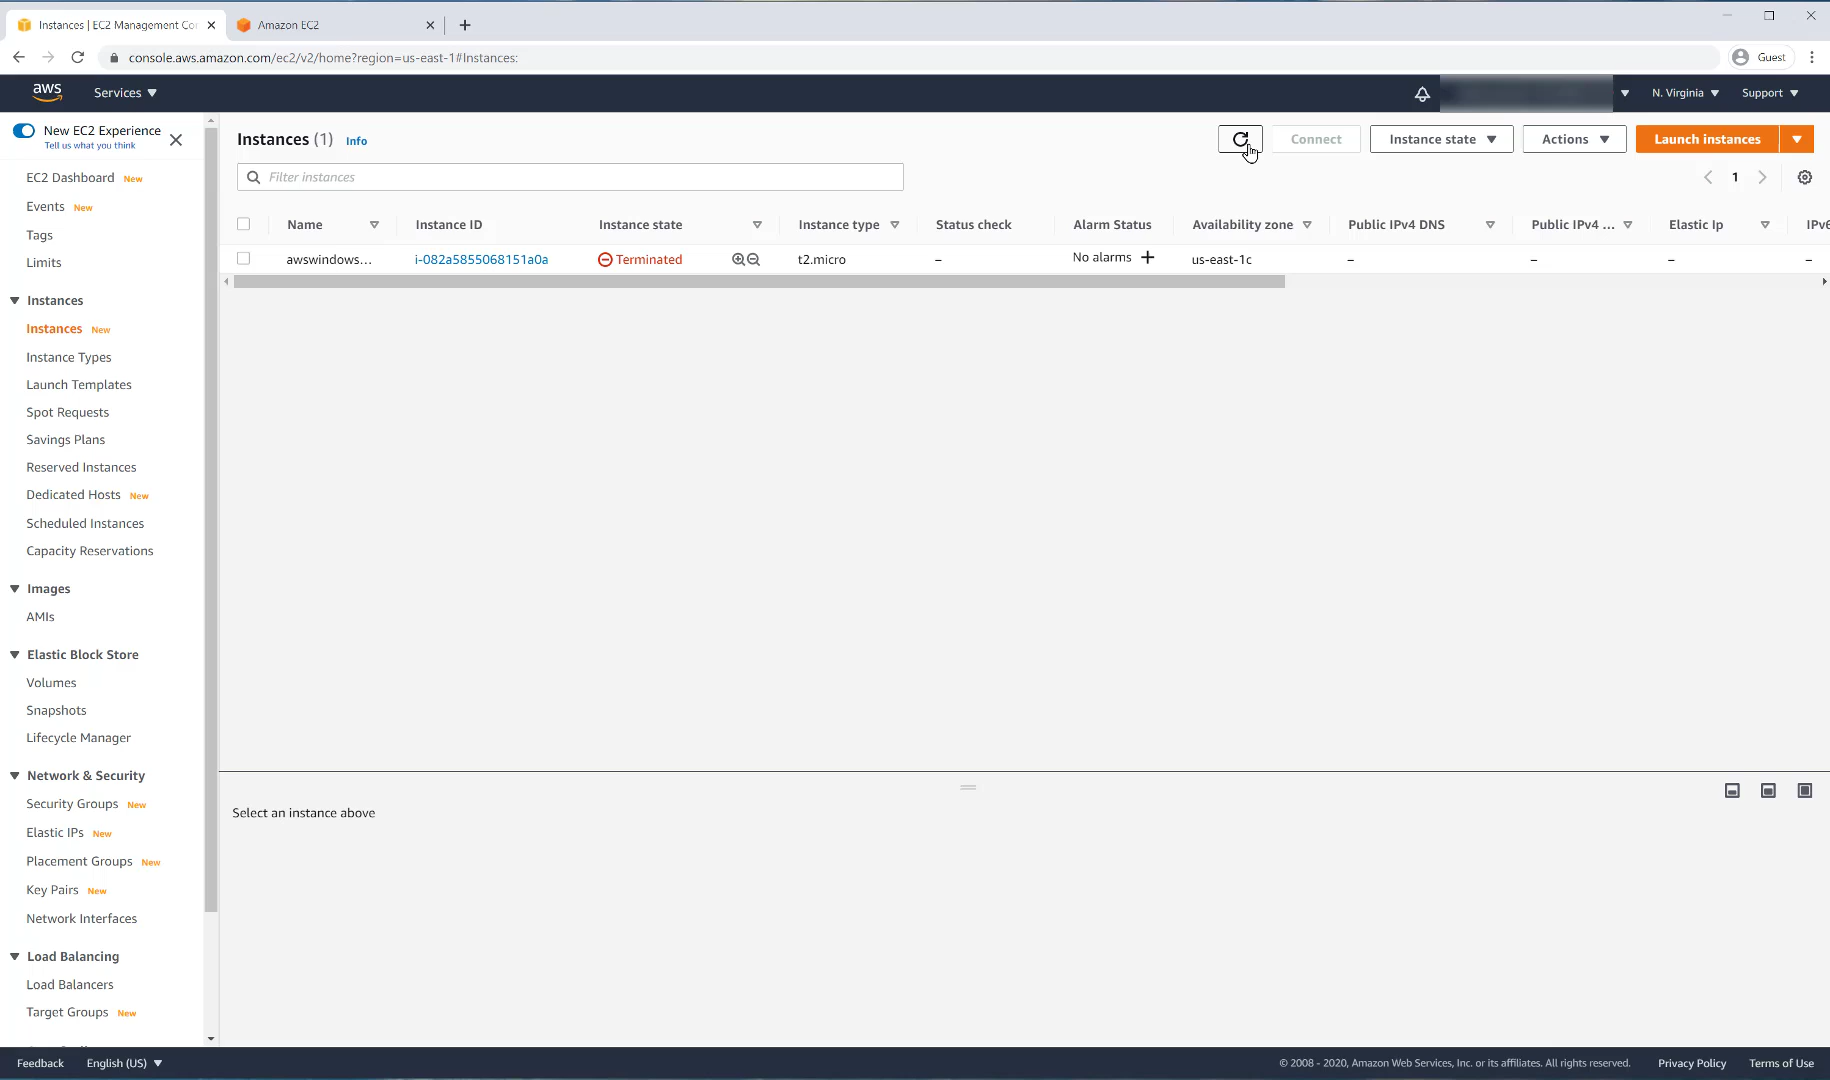 Instances | EC2 Management Co
Amazon EC2
console.aws.amazon.com/ec2/v2/home?region=us-east-1#Instances:
Guest
aws
Services
N. Virginia
Support
New EC2 Experience
Tell us what you think
EC2 Dashboard New
Events New
Tags
Limits
Instances
Instances New
Instance Types
Launch Templates
Spot Requests
Savings Plans
Reserved Instances
Dedicated Hosts New
Scheduled Instances
Capacity Reservations
Images
AMIs
Elastic Block Store
Volumes
Snapshots
Lifecycle Manager
Network & Security
Security Groups New
Elastic IPs New
Placement Groups New
Key Pairs New
Network Interfaces
Load Balancing
Load Balancers
Target Groups New
Instances (1) Info
Connect
Instance state
Actions
Launch instances
Filter instances
1
Name Instance ID Instance state Instance type Status check Alarm Status Availability zone Public IPv4 DNS Public IPv4 ... Elastic Ip IPv6
awswindows... i-082a5855068151a0a Terminated t2.micro – No alarms + us-east-1c – – – –
Select an instance above
Feedback
English (US)
© 2008 - 2020, Amazon Web Services, Inc. or its affiliates. All rights reserved.
Privacy Policy
Terms of Use